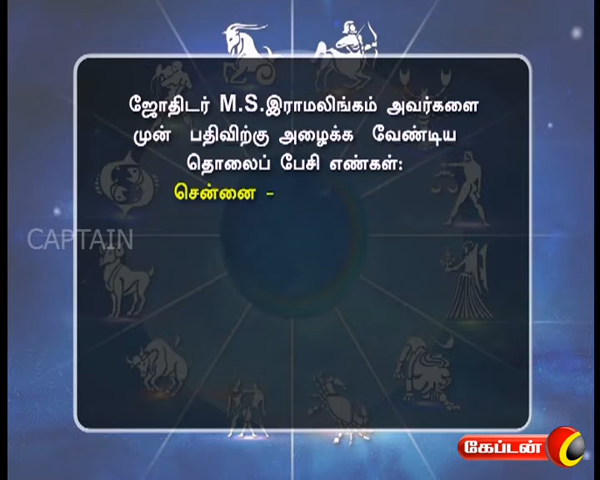 ஜோதிடர் M.S.இராமலிங்கம் அவர்களை
முன் பதிவிற்கு அழைக்க வேண்டிய
தொலைப் பேசி எண்கள்:
சென்னை -
CAPTAIN
கேப்டன்